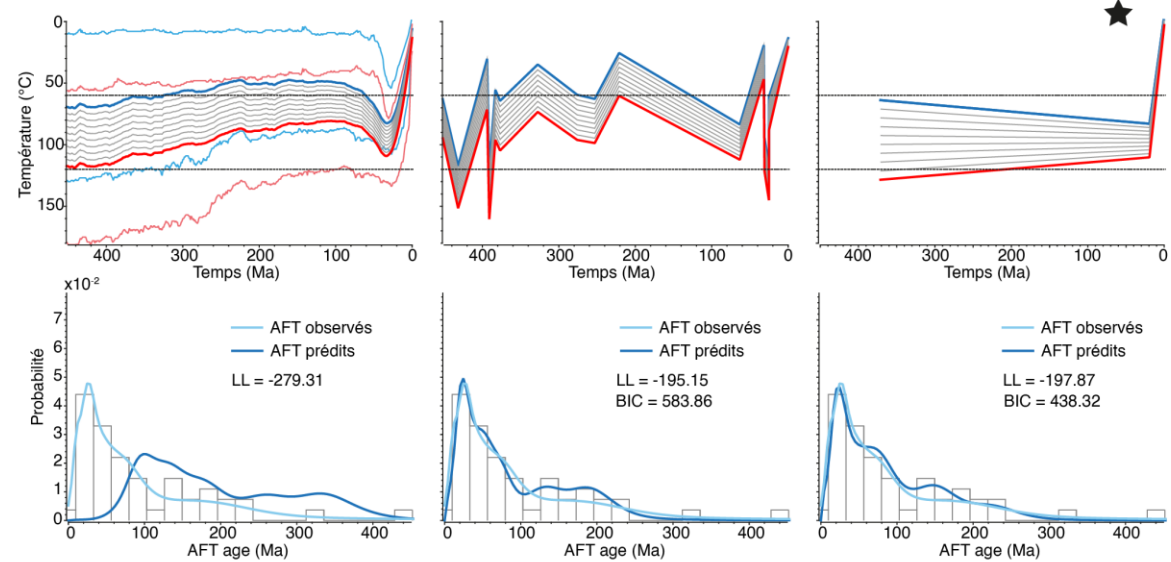 0
50
100
150
Température (°C)
400 300 200 100 0
Temps (Ma)
400 300 200 100 0
Temps (Ma)
400 300 200 100 0
Temps (Ma)
x10-2
7
6
5
4
3
2
1
0
Probabilité
AFT observés
AFT prédits
LL = -279.31
0 100 200 300 400
AFT age (Ma)
AFT observés
AFT prédits
LL = -195.15
BIC = 583.86
0 100 200 300 400
AFT age (Ma)
AFT observés
AFT prédits
LL = -197.87
BIC = 438.32
0 100 200 300 400
AFT age (Ma)